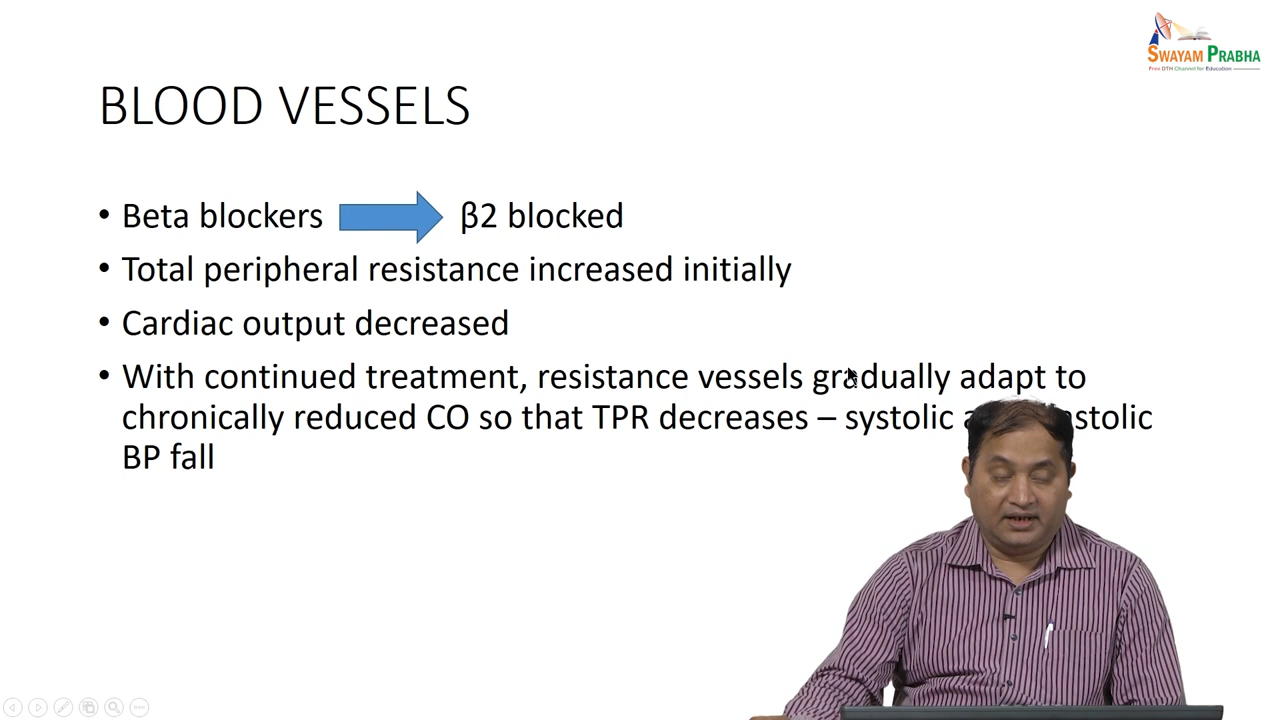 SWAYAM PRABHA
Free DTH Channel for Education
BLOOD VESSELS
• Beta blockers β2 blocked
• Total peripheral resistance increased initially
• Cardiac output decreased
• With continued treatment, resistance vessels gradually adapt to
chronically reduced CO so that TPR decreases – systolic
BP fall